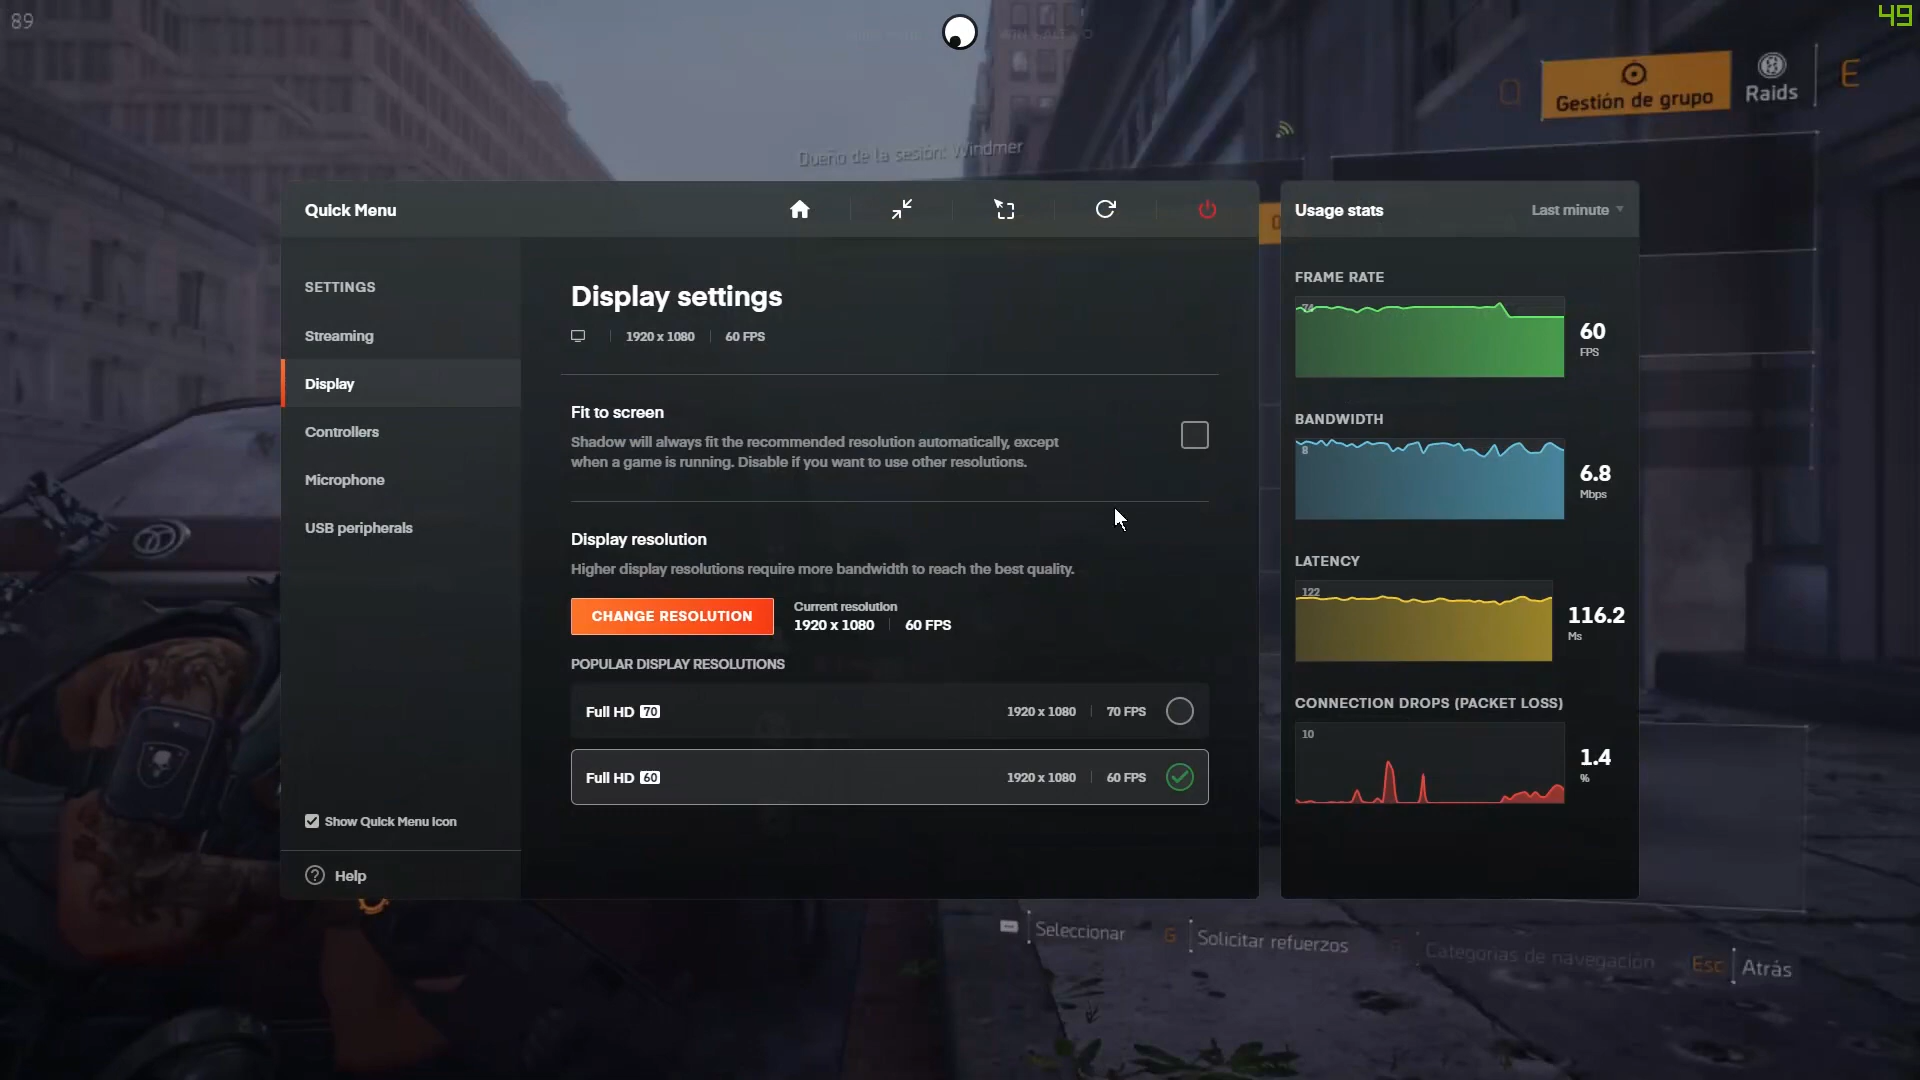 89
49
Gestión de grupo
Raids
E
Dueño de la sesión: Windmer
Quick Menu
Usage stats
Last minute
SETTINGS
Streaming
Display
Controllers
Microphone
USB peripherals
Show Quick Menu Icon
Help
Display settings
1920 x 1080
60 FPS
Fit to screen
Shadow will always fit the recommended resolution automatically, except
when a game is running. Disable if you want to use other resolutions.
Display resolution
Higher display resolutions require more bandwidth to reach the best quality.
CHANGE RESOLUTION
Current resolution
1920 x 1080
60 FPS
POPULAR DISPLAY RESOLUTIONS
Full HD 70
1920 x 1080
70 FPS
Full HD 60
1920 x 1080
60 FPS
FRAME RATE
74
60
FPS
BANDWIDTH
8
6.8
Mbps
LATENCY
122
116.2
Ms
CONNECTION DROPS (PACKET LOSS)
10
1.4
%
Seleccionar
G Solicitar refuerzos
Categorías de navegación
Esc Atrás